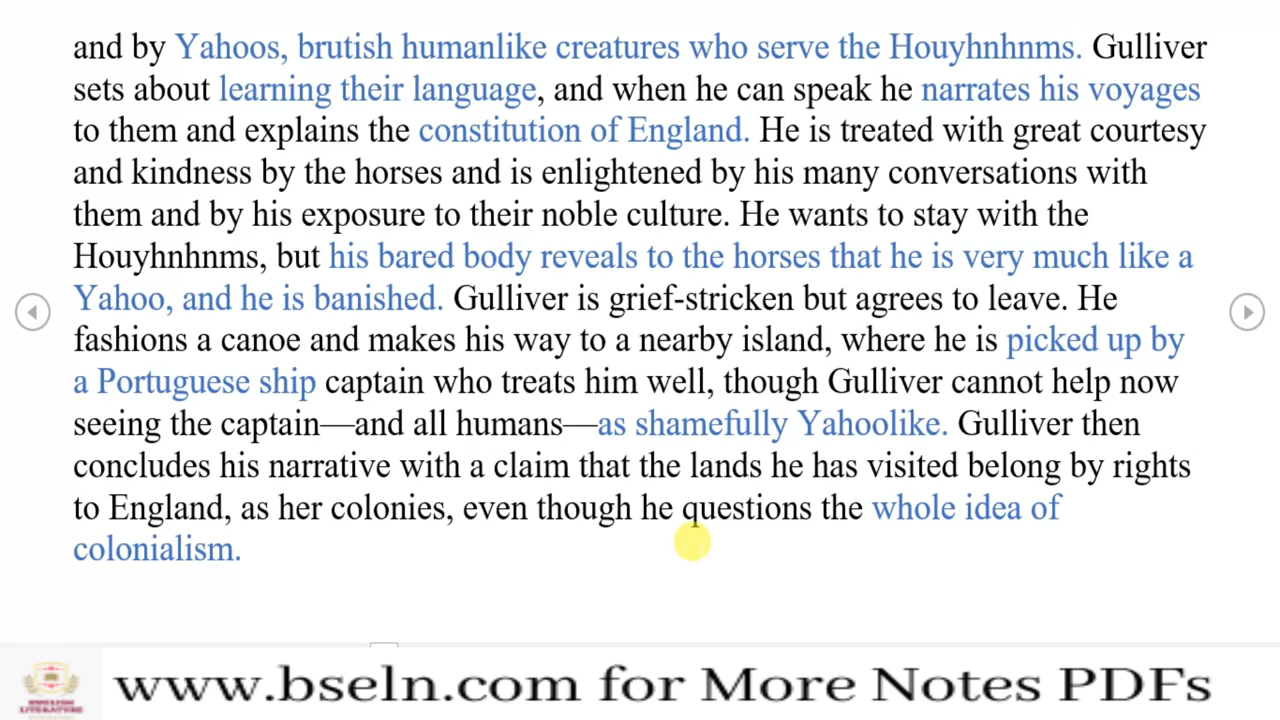 and by Yahoos, brutish humanlike creatures who serve the Houyhnhnms. Gulliver
sets about learning their language, and when he can speak he narrates his voyages
to them and explains the constitution of England. He is treated with great courtesy
and kindness by the horses and is enlightened by his many conversations with
them and by his exposure to their noble culture. He wants to stay with the
Houyhnhnms, but his bared body reveals to the horses that he is very much like a
Yahoo, and he is banished. Gulliver is grief-stricken but agrees to leave. He
fashions a canoe and makes his way to a nearby island, where he is picked up by
a Portuguese ship captain who treats him well, though Gulliver cannot help now
seeing the captain—and all humans—as shamefully Yahoolike. Gulliver then
concludes his narrative with a claim that the lands he has visited belong by rights
to England, as her colonies, even though he questions the whole idea of
colonialism.
www.bseln.com for More Notes PDFs